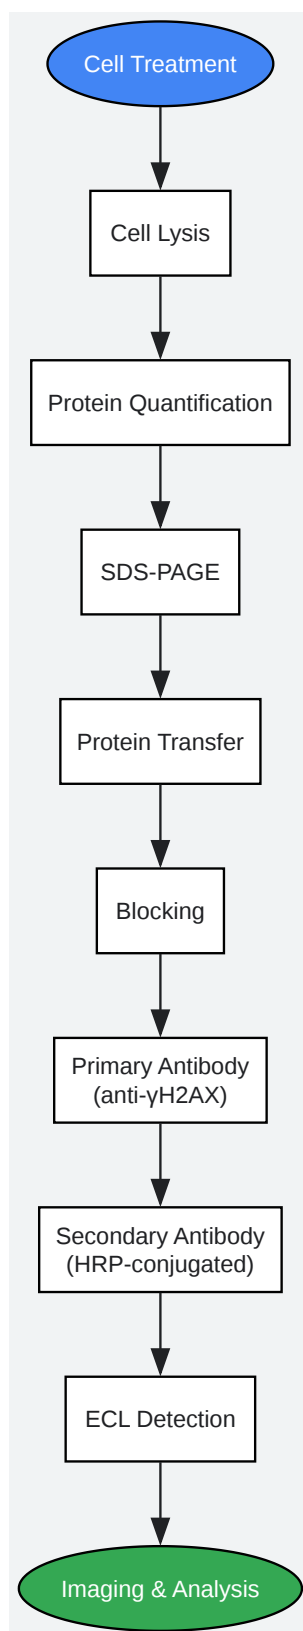 Cell Treatment
Cell Lysis
Protein Quantification
SDS-PAGE
Protein Transfer
Blocking
Primary Antibody
(anti-γH2AX)
Secondary Antibody
(HRP-conjugated)
ECL Detection
Imaging & Analysis